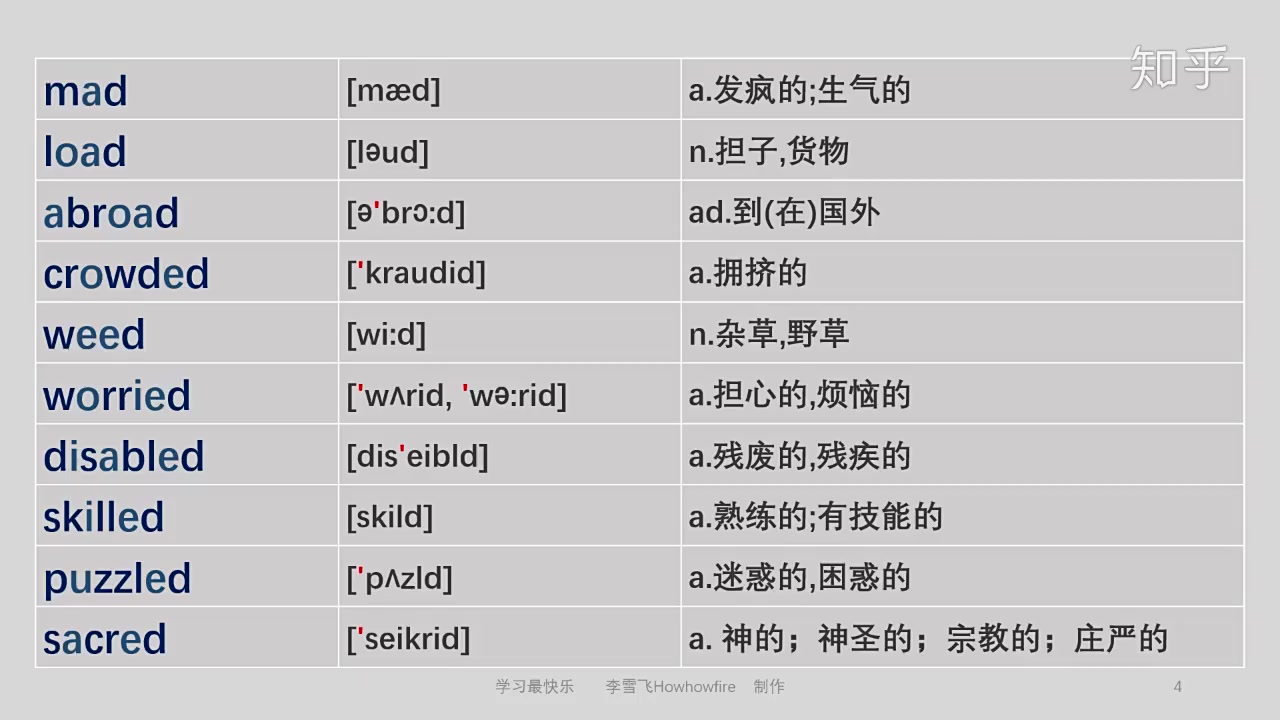 知乎
mad [mæd] a.发疯的;生气的
load [ləud] n.担子,货物
abroad [ə'brɔ:d] ad.到(在)国外
crowded ['kraudid] a.拥挤的
weed [wi:d] n.杂草,野草
worried ['wʌrid, 'wə:rid] a.担心的,烦恼的
disabled [dis'eibld] a.残废的,残疾的
skilled [skild] a.熟练的;有技能的
puzzled ['pʌzld] a.迷惑的,困惑的
sacred ['seikrid] a. 神的；神圣的；宗教的；庄严的
学习最快乐 李雪飞Howhowfire 制作 4